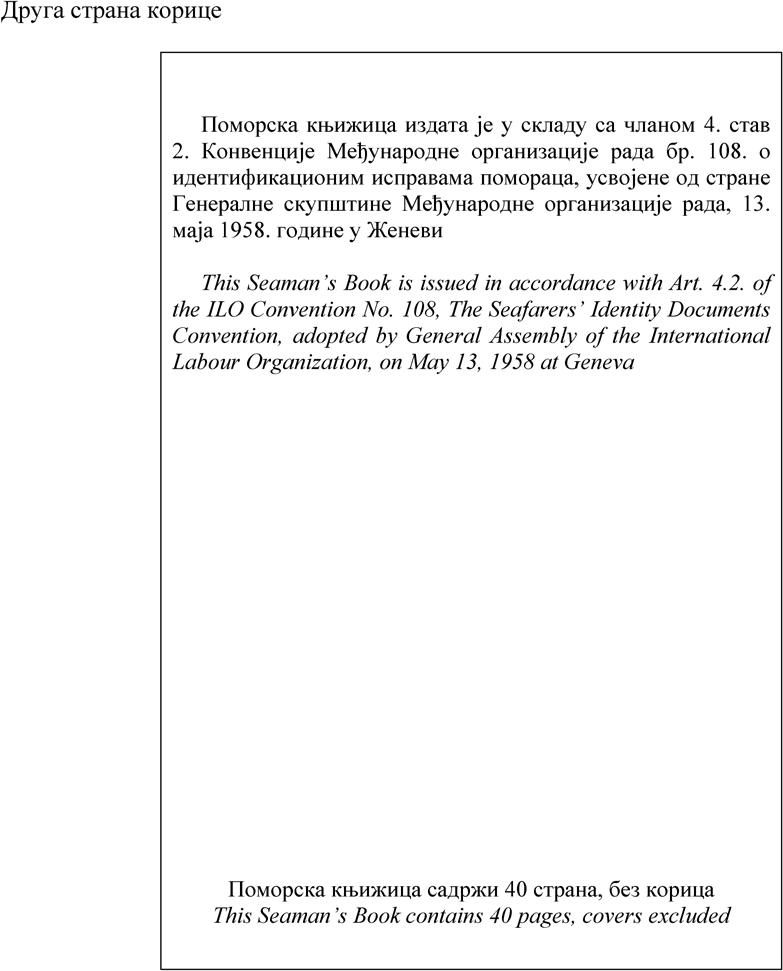 Друга страна корице
Поморска књижица издата је у складу са чланом 4. став
2. Конвенције Међународне организације рада бр. 108. о
идентификационим исправама помораца, усвојене од стране
Генералне скупштине Међународне организације рада, 13.
маја 1958. године у Женеви
This Seaman’s Book is issued in accordance with Art. 4.2. of
the ILO Convention No. 108, The Seafarers’ Identity Documents
Convention, adopted by General Assembly of the International
Labour Organization, on May 13, 1958 at Geneva
Поморска књижица садржи 40 страна, без корица
This Seaman’s Book contains 40 pages, covers excluded